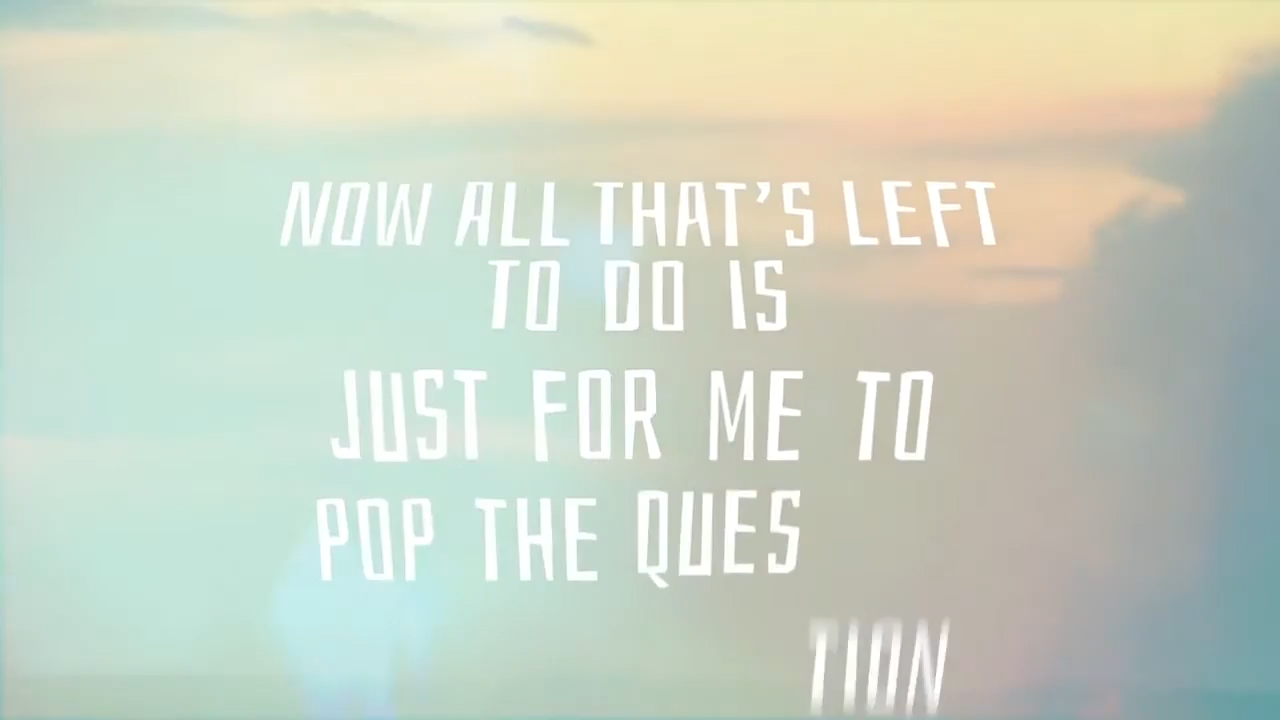 NOW ALL THAT'S LEFT
TO DO IS
JUST FOR ME TO
POP THE QUES
TION